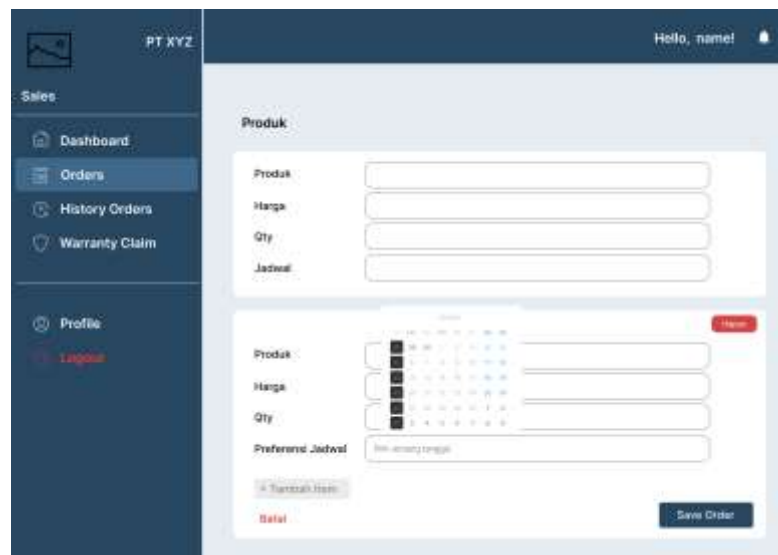 PT XYZ
Hello, name!
Sales
Dashboard
Orders
History Orders
Warranty Claim
Profile
Logout
Produk
Produk
Harga
Qty
Jadwal
Hapus
Produk
Harga
Qty
Preferensi Jadwal
+ Tambah Item
Batal
Save Order